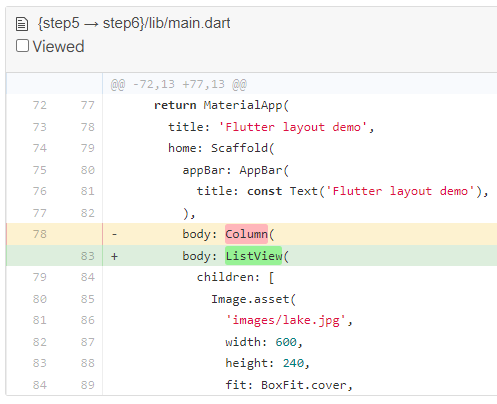 {step5 → step6}/lib/main.dart
Viewed
@@ -72,13 +77,13 @@
72 77 return MaterialApp(
73 78 title: 'Flutter layout demo',
74 79 home: Scaffold(
75 80 appBar: AppBar(
76 81 title: const Text('Flutter layout demo'),
77 82 ),
78 - body: Column(
83 + body: ListView(
79 84 children: [
80 85 Image.asset(
81 86 'images/lake.jpg',
82 87 width: 600,
83 88 height: 240,
84 89 fit: BoxFit.cover,